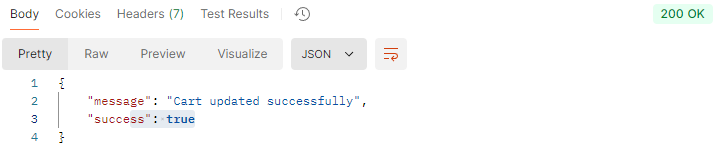 Body Cookies Headers (7) Test Results 200 OK
Pretty Raw Preview Visualize JSON
1 {
2 "message": "Cart updated successfully",
3 "success": true
4 }